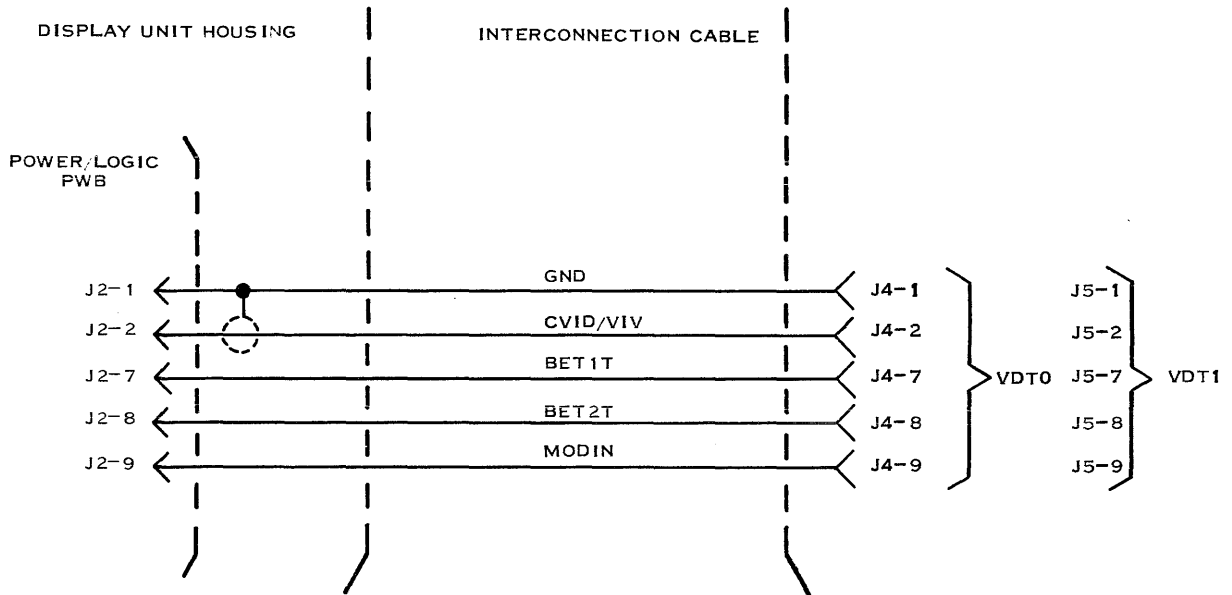 DISPLAY UNIT HOUSING
INTERCONNECTION CABLE
POWER/LOGIC
PWB
J2-1
GND
J4-1
J5-1
J2-2
CVID/VIV
J4-2
J5-2
J2-7
BET1T
J4-7
VDT0
J5-7
VDT1
J2-8
BET2T
J4-8
J5-8
J2-9
MODIN
J4-9
J5-9